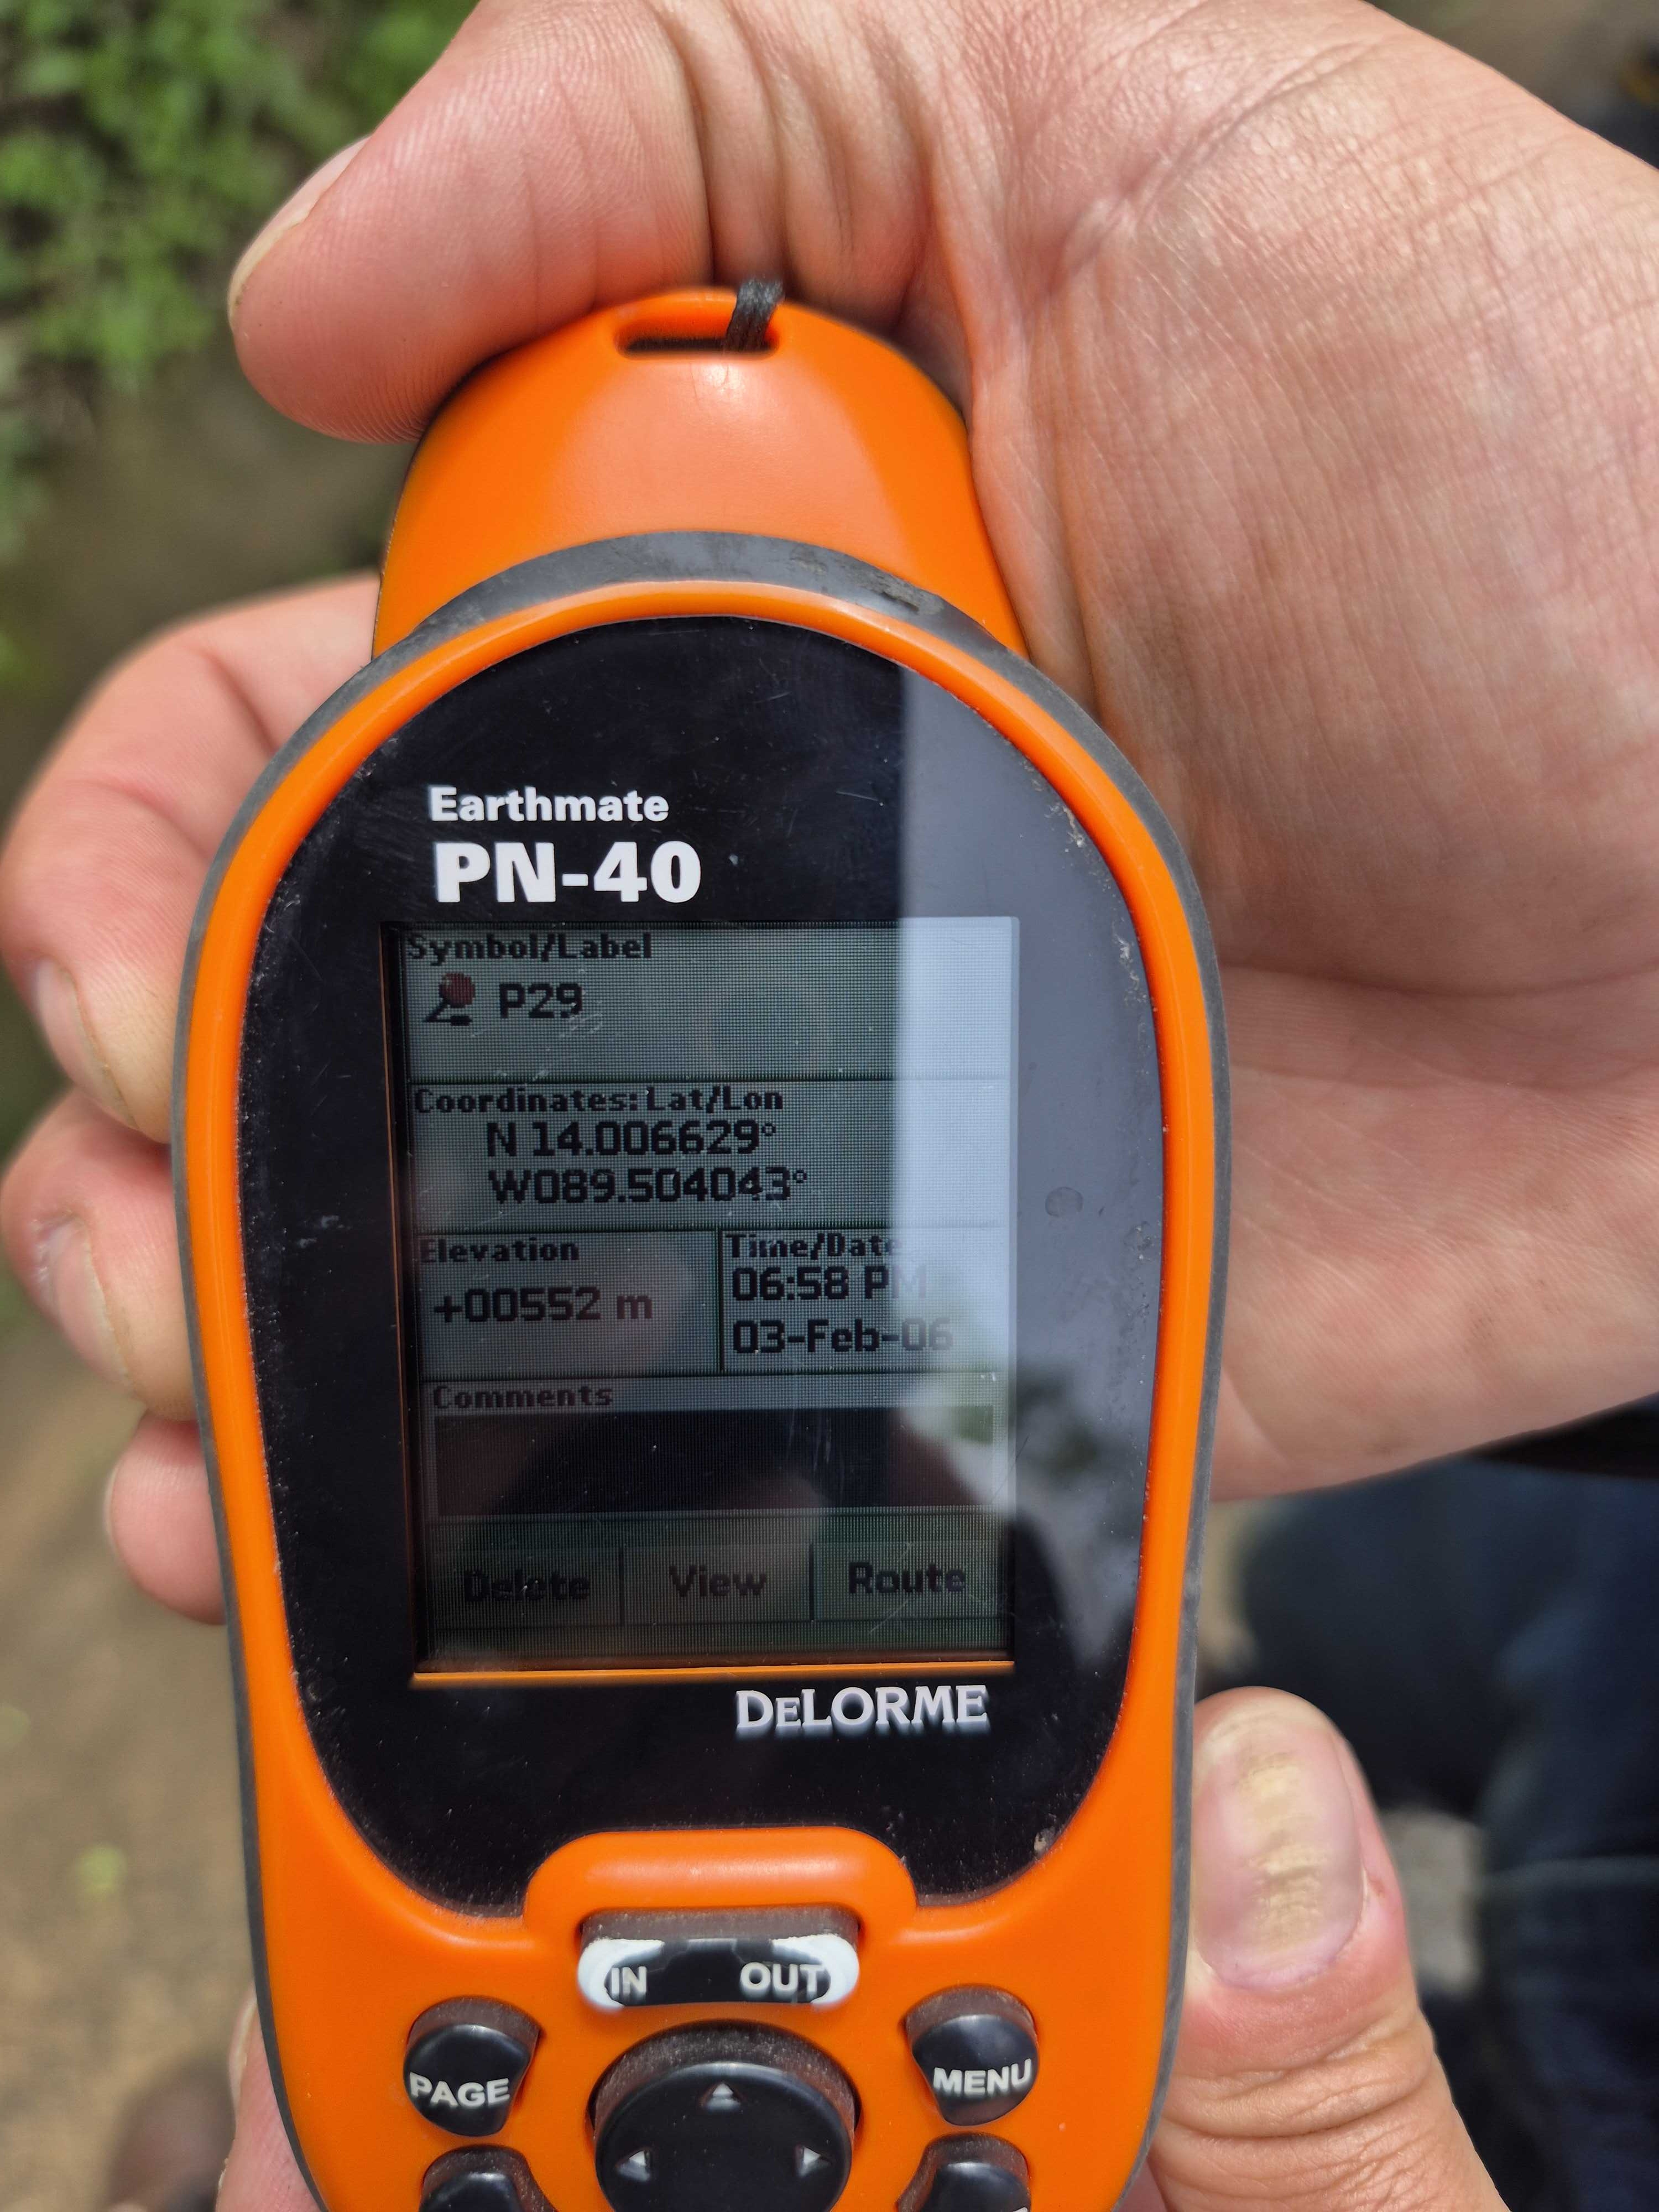 Earthmate
PN-40
Symbol/Label
P29
Coordinates: Lat/Lon
N 14.006629°
W089.504043°
Elevation
Time/Date
+00552 m
06:58 PM
03-Feb-06
Comments
Delete
View
Route
DELORME
IN
OUT
PAGE
MENU